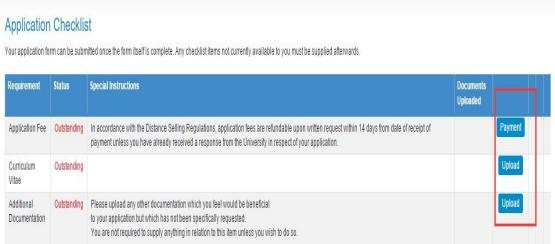 Application Checklist
Your application form can be submitted once the form itself is complete. Any checklist items not currently available to you must be supplied afterwards.
Requirement Status Special Instructions Documents
Uploaded
Application Fee Outstanding In accordance with the Distance Selling Regulations, application fees are refundable upon written request within 14 days from date of receipt of Payment
payment unless you have already received a response from the University in respect of your application.
Curriculum Outstanding Upload
Vitae
Additional Outstanding Please upload any other documentation which you feel would be beneficial Upload
Documentation to your application but which has not been specifically requested.
You are not required to supply anything in relation to this item unless you wish to do so.